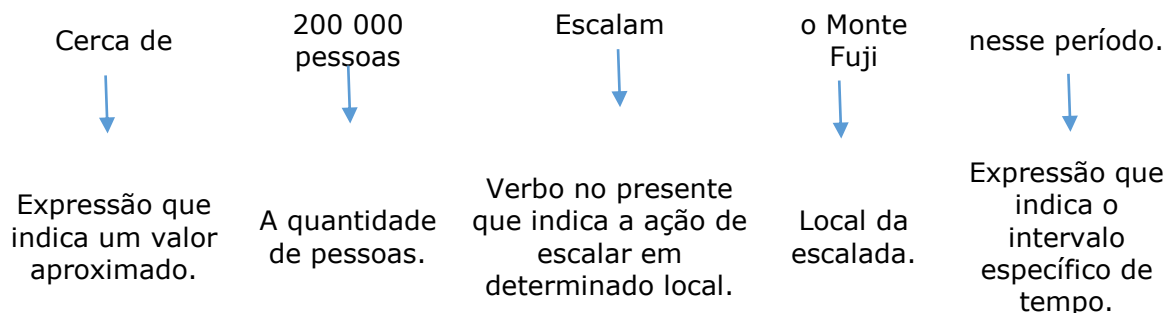 Cerca de
200 000
pessoas
Escalam
o Monte
Fuji
nesse período.
Expressão que
indica um valor
aproximado.
A quantidade
de pessoas.
Verbo no presente
que indica a ação de
escalar em
determinado local.
Local da
escalada.
Expressão que
indica o
intervalo
específico de
tempo.